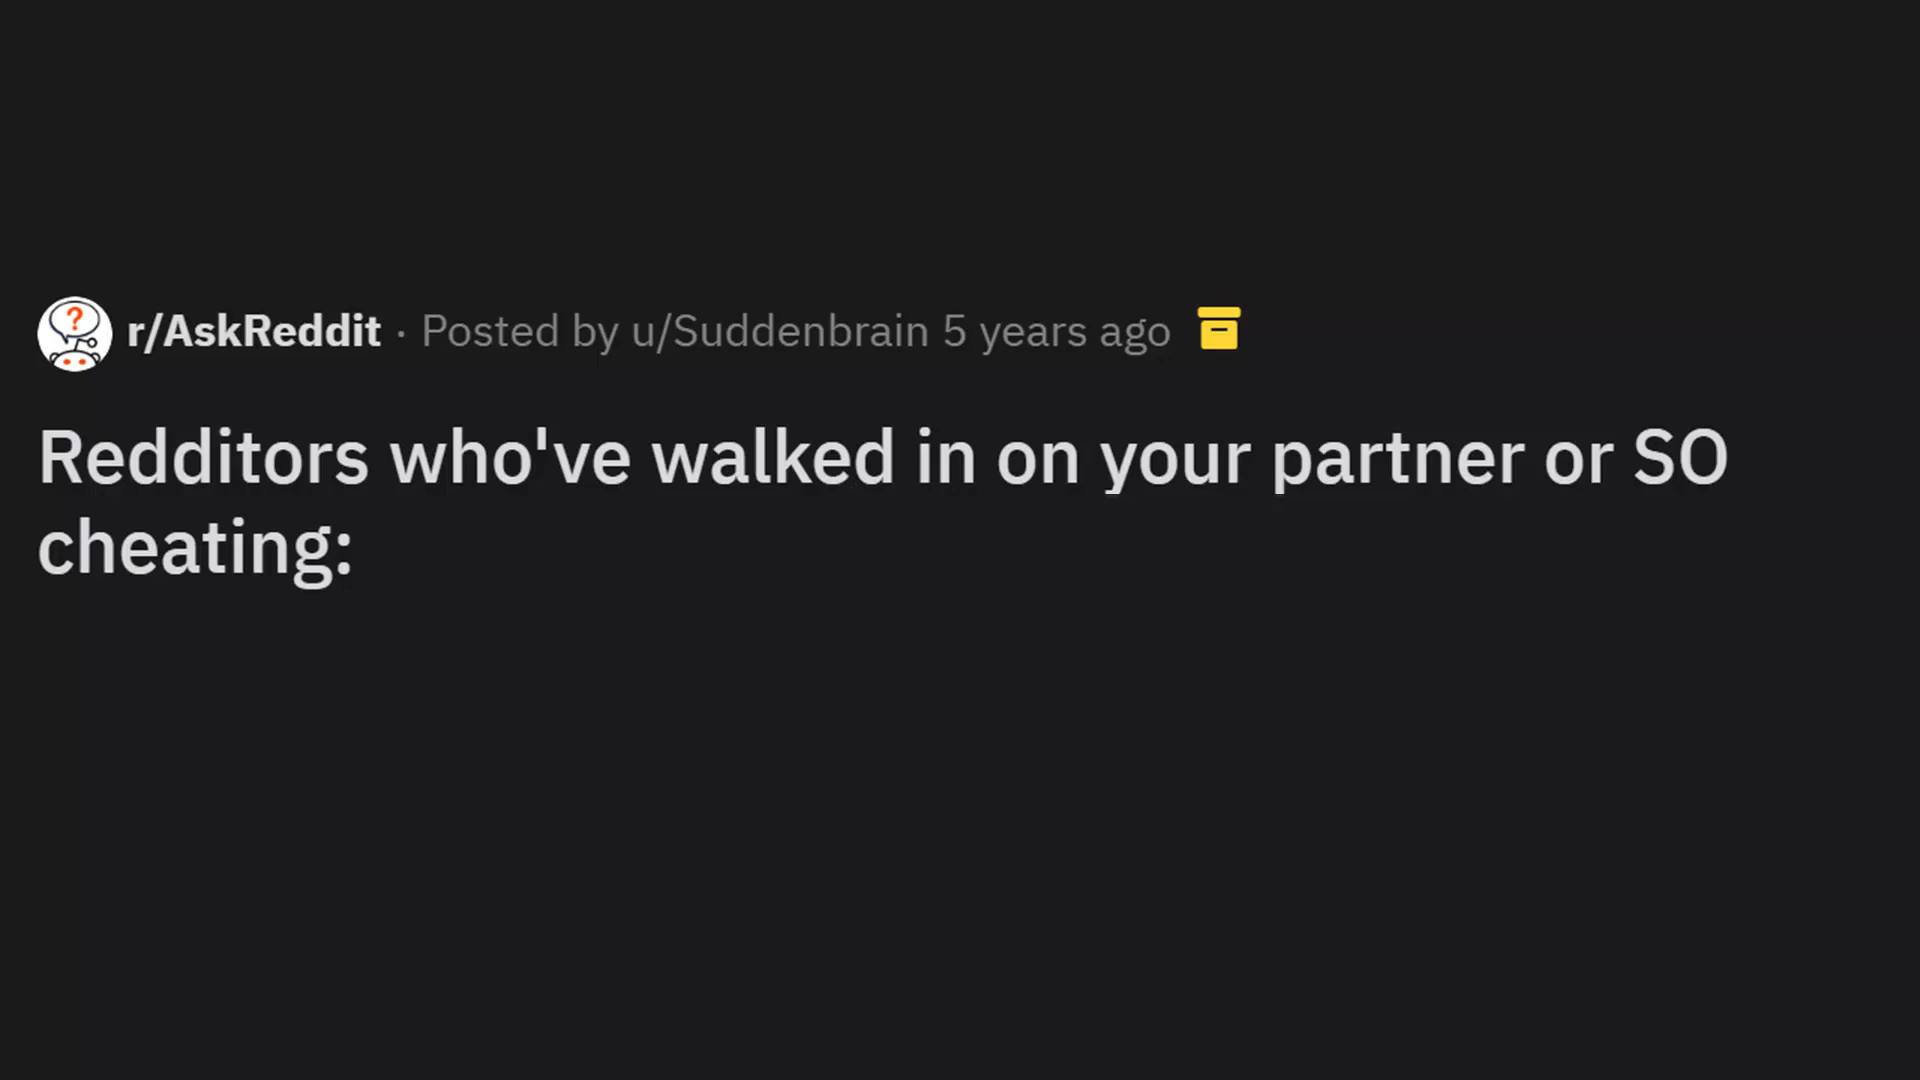 r/AskReddit · Posted by u/Suddenbrain 5 years ago
Redditors who've walked in on your partner or SO
cheating: